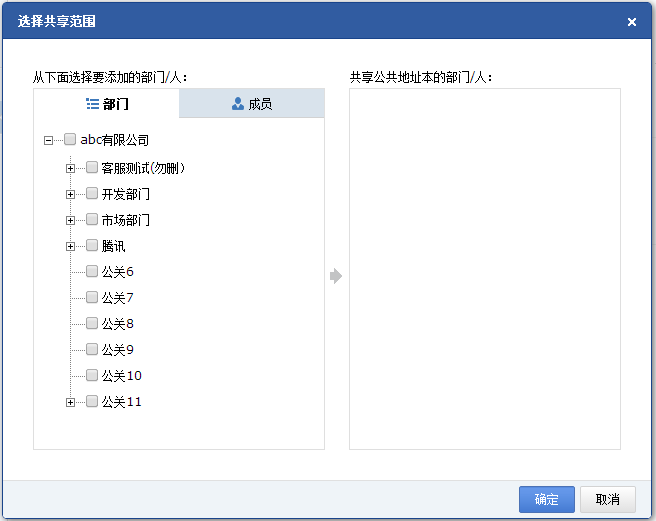 选择共享范围
从下面选择要添加的部门/人：
共享公共地址本的部门/人：
部门
成员
abc有限公司
客服测试(勿删）
开发部门
市场部门
腾讯
公关6
公关7
公关8
公关9
公关10
公关11
确定
取消